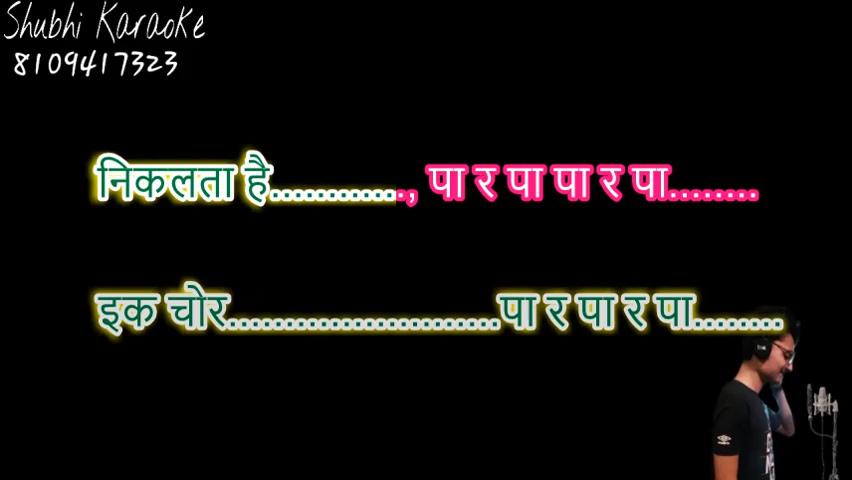 Shubhi Karaoke
8109417323
निकलता है............, पा र पा पा र पा........
इक चोर........................पा र पा र पा........